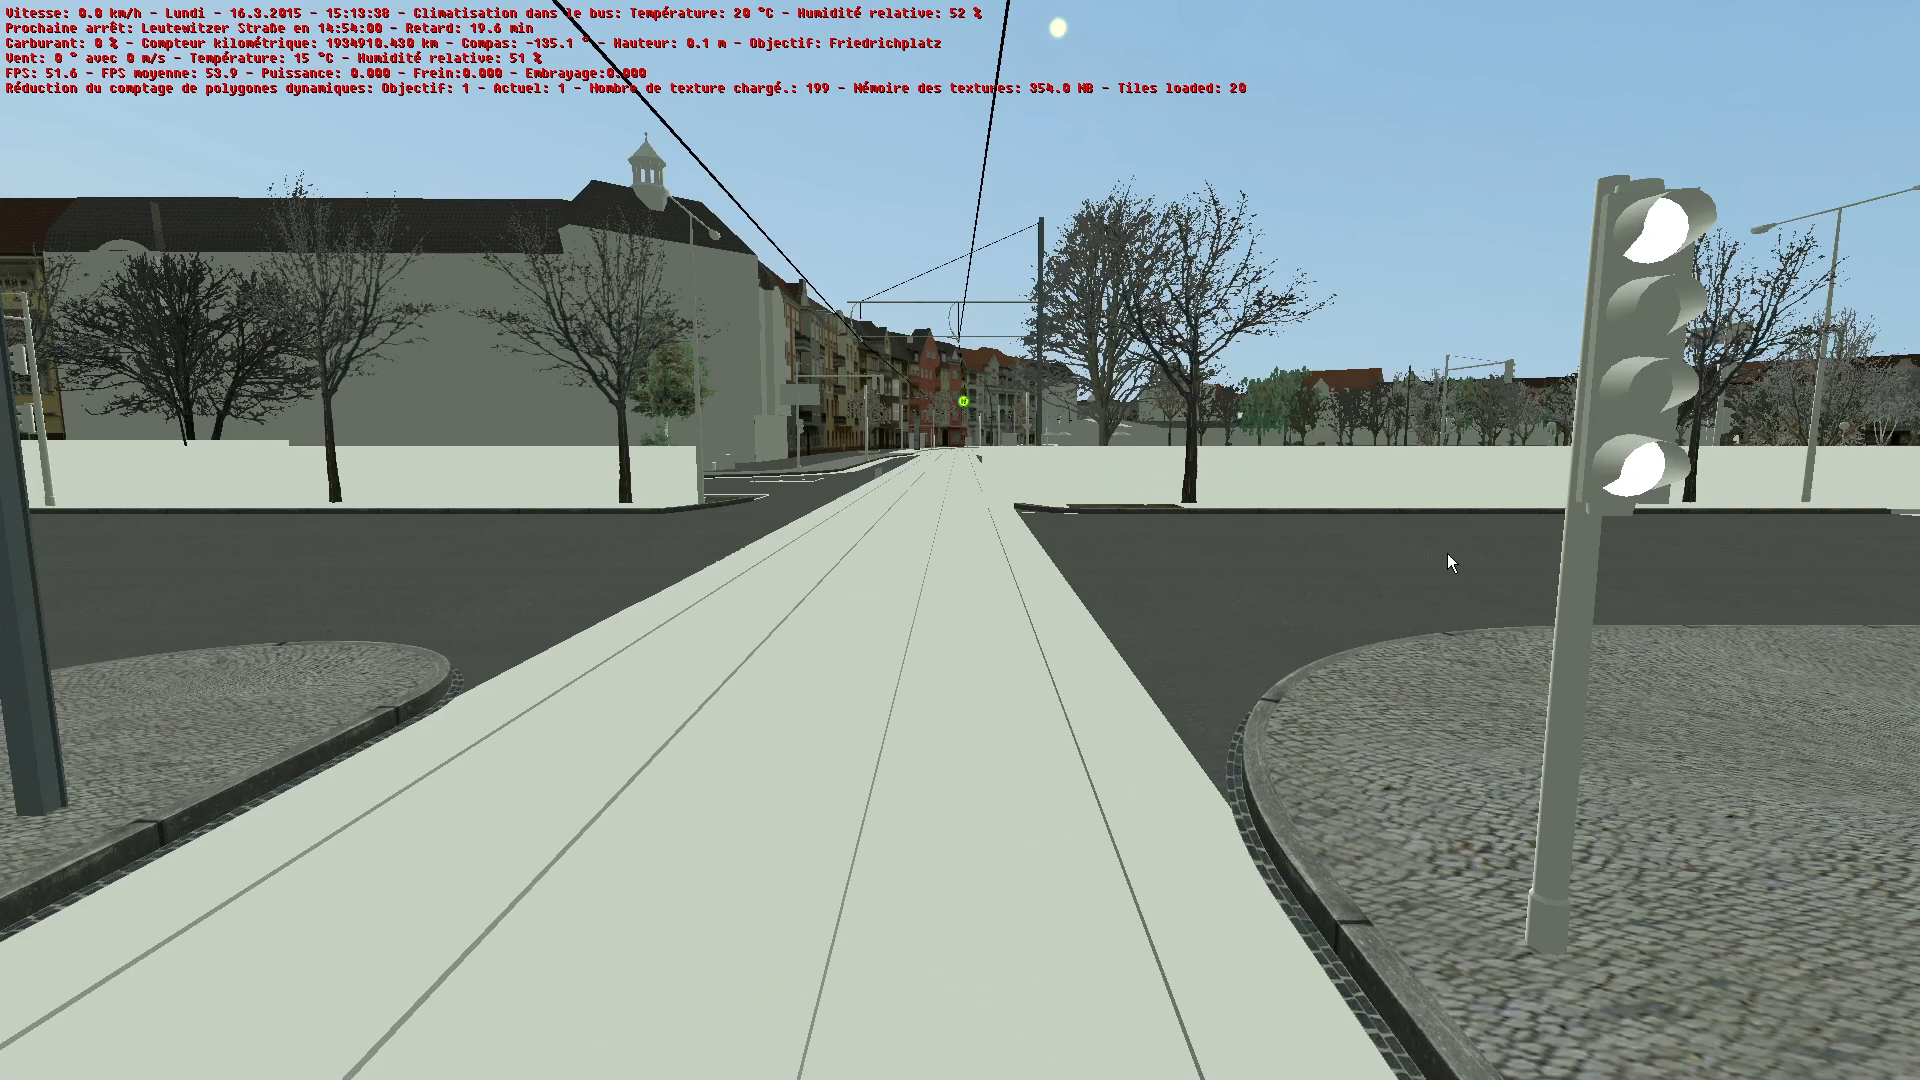 Vitesse: 0.0 km/h - Lundi - 16.3.2015 - 15:13:38 - Climatisation dans le bus: Température: 20 °C - Humidité relative: 52 %
Prochaine arrêt: Leutewitzer Straße en 14:54:00 - Retard: 19.6 min
Carburant: 0 % - Compteur kilométrique: 1934910.430 km - Compas: -135.1 ° - Hauteur: 0.1 m - Objectif: Friedrichplatz
Vent: 0 ° avec 0 m/s - Température: 15 °C - Humidité relative: 51 %
FPS: 51.6 - FPS moyenne: 53.9 - Puissance: 0.000 - Frein:0.000 - Embrayage:0.000
Réduction du comptage de polygones dynamiques: Objectif: 1 - Actuel: 1 - Nombre de texture chargé.: 199 - Mémoire des textures: 354.0 MB - Tiles loaded: 20